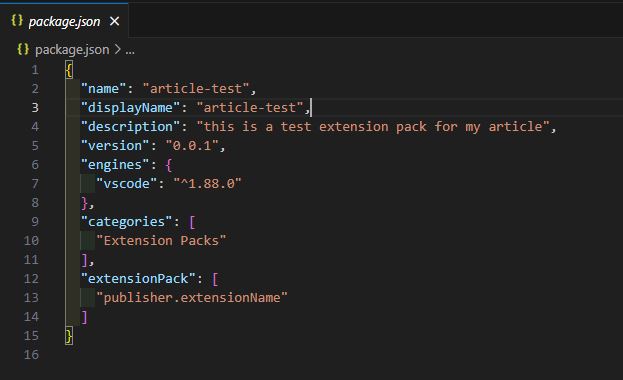 {} package.json ×
{} package.json > ...
1 {
2 "name": "article-test",
3 "displayName": "article-test",
4 "description": "this is a test extension pack for my article",
5 "version": "0.0.1",
6 "engines": {
7 "vscode": "^1.88.0"
8 },
9 "categories": [
10 "Extension Packs"
11 ],
12 "extensionPack": [
13 "publisher.extensionName"
14 ]
15 }
16